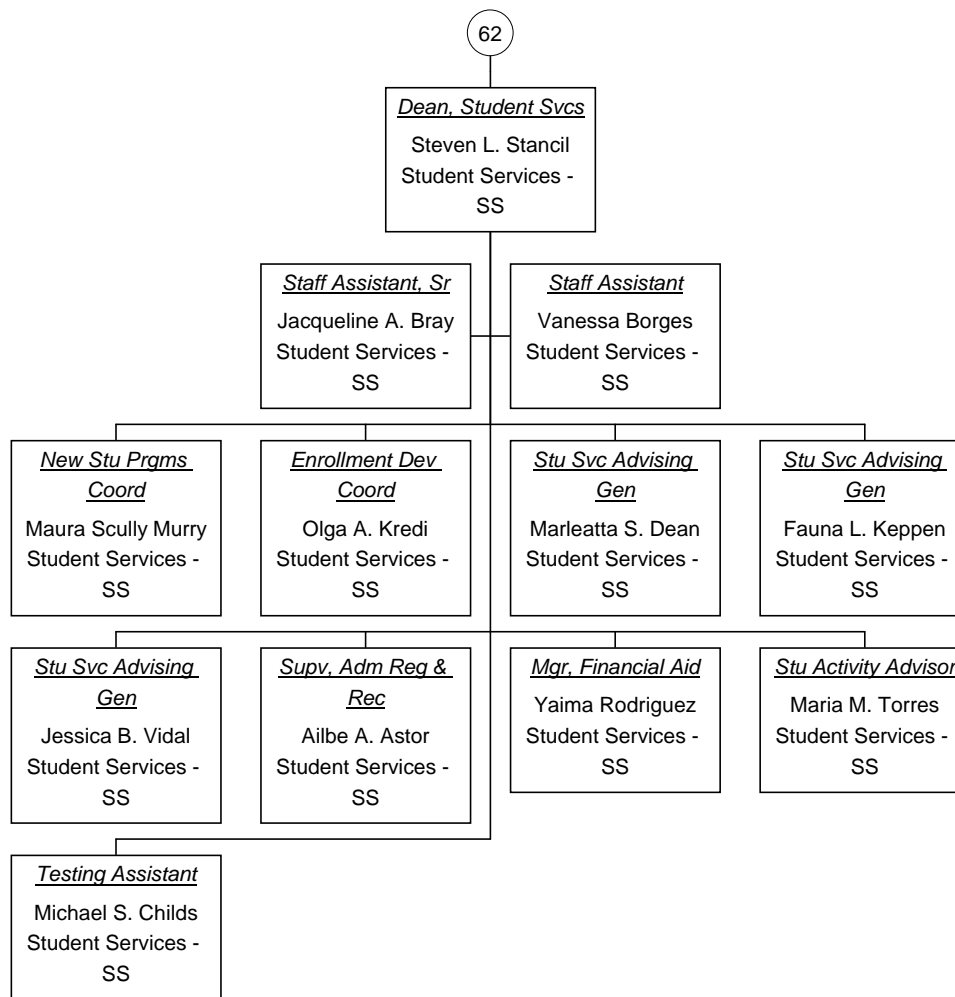 62
Dean, Student Svcs
Steven L. Stancil
Student Services -
SS
Staff Assistant, Sr
Jacqueline A. Bray
Student Services -
SS
Staff Assistant
Vanessa Borges
Student Services -
SS
New Stu Prgms
Coord
Maura Scully Murry
Student Services -
SS
Enrollment Dev
Coord
Olga A. Kredi
Student Services -
SS
Stu Svc Advising
Gen
Marleatta S. Dean
Student Services -
SS
Stu Svc Advising
Gen
Fauna L. Keppen
Student Services -
SS
Stu Svc Advising
Gen
Jessica B. Vidal
Student Services -
SS
Supv, Adm Reg &
Rec
Ailbe A. Astor
Student Services -
SS
Mgr, Financial Aid
Yaima Rodriguez
Student Services -
SS
Stu Activity Advisor
Maria M. Torres
Student Services -
SS
Testing Assistant
Michael S. Childs
Student Services -
SS